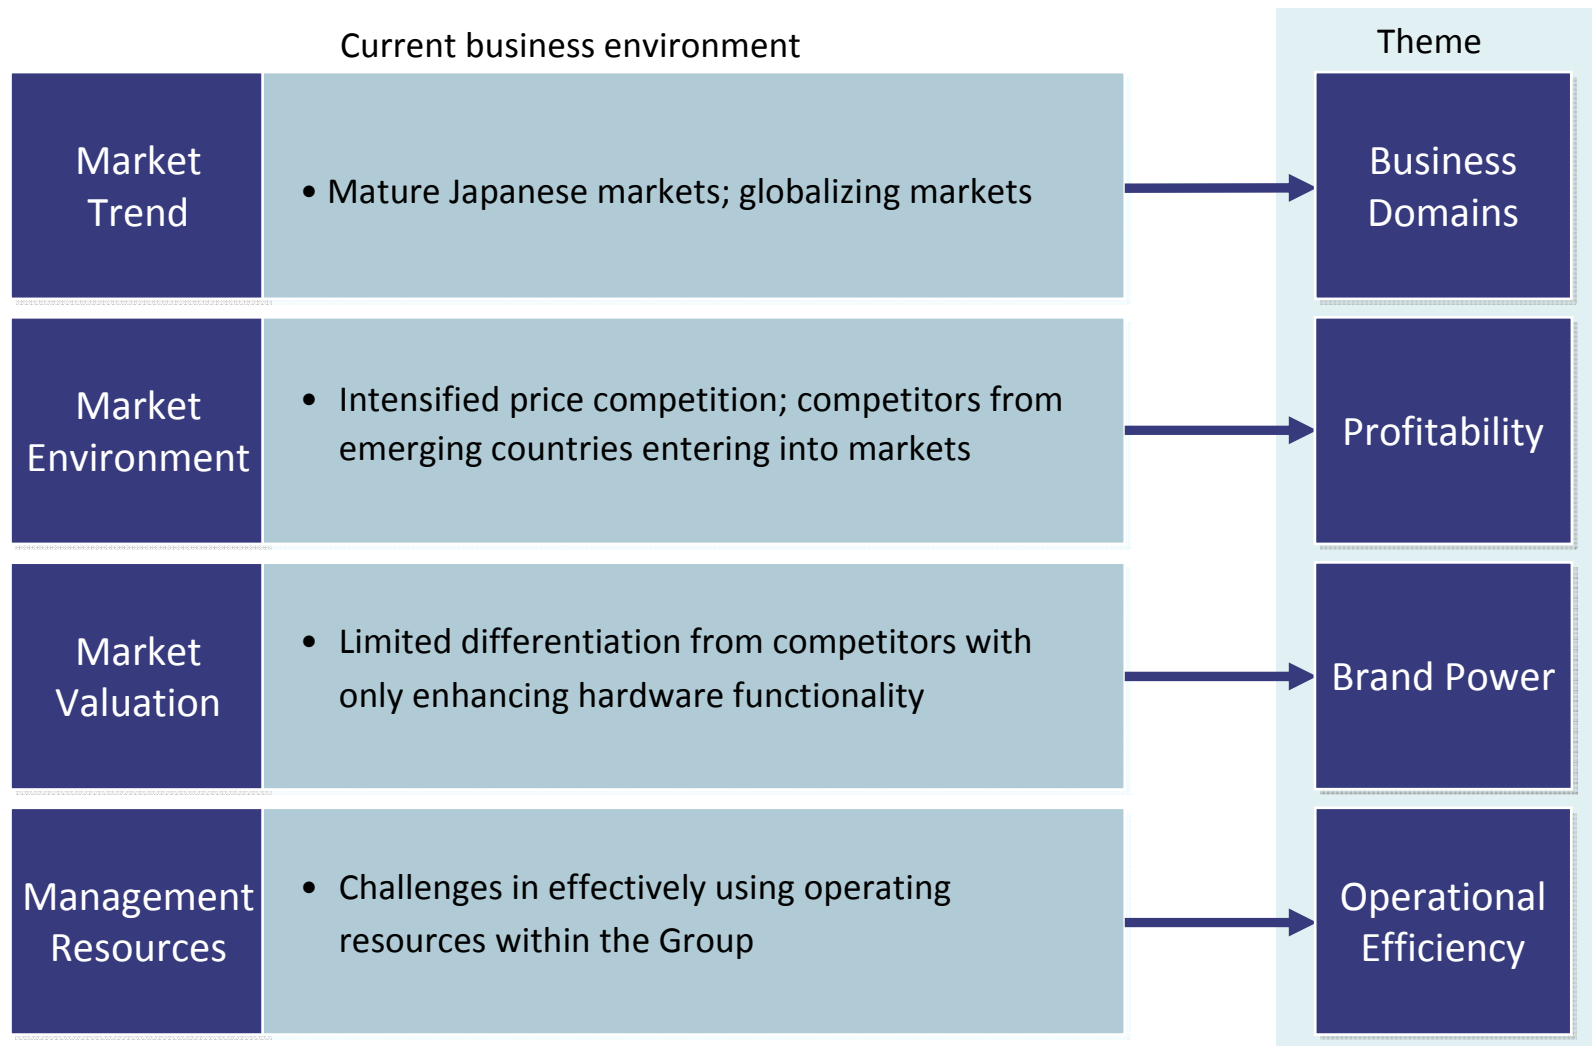 Current business environment
Theme
Market
Trend
• Mature Japanese markets; globalizing markets
Business
Domains
Market
Environment
• Intensified price competition; competitors from
emerging countries entering into markets
Profitability
Market
Valuation
• Limited differentiation from competitors with
only enhancing hardware functionality
Brand Power
Management
Resources
• Challenges in effectively using operating
resources within the Group
Operational
Efficiency